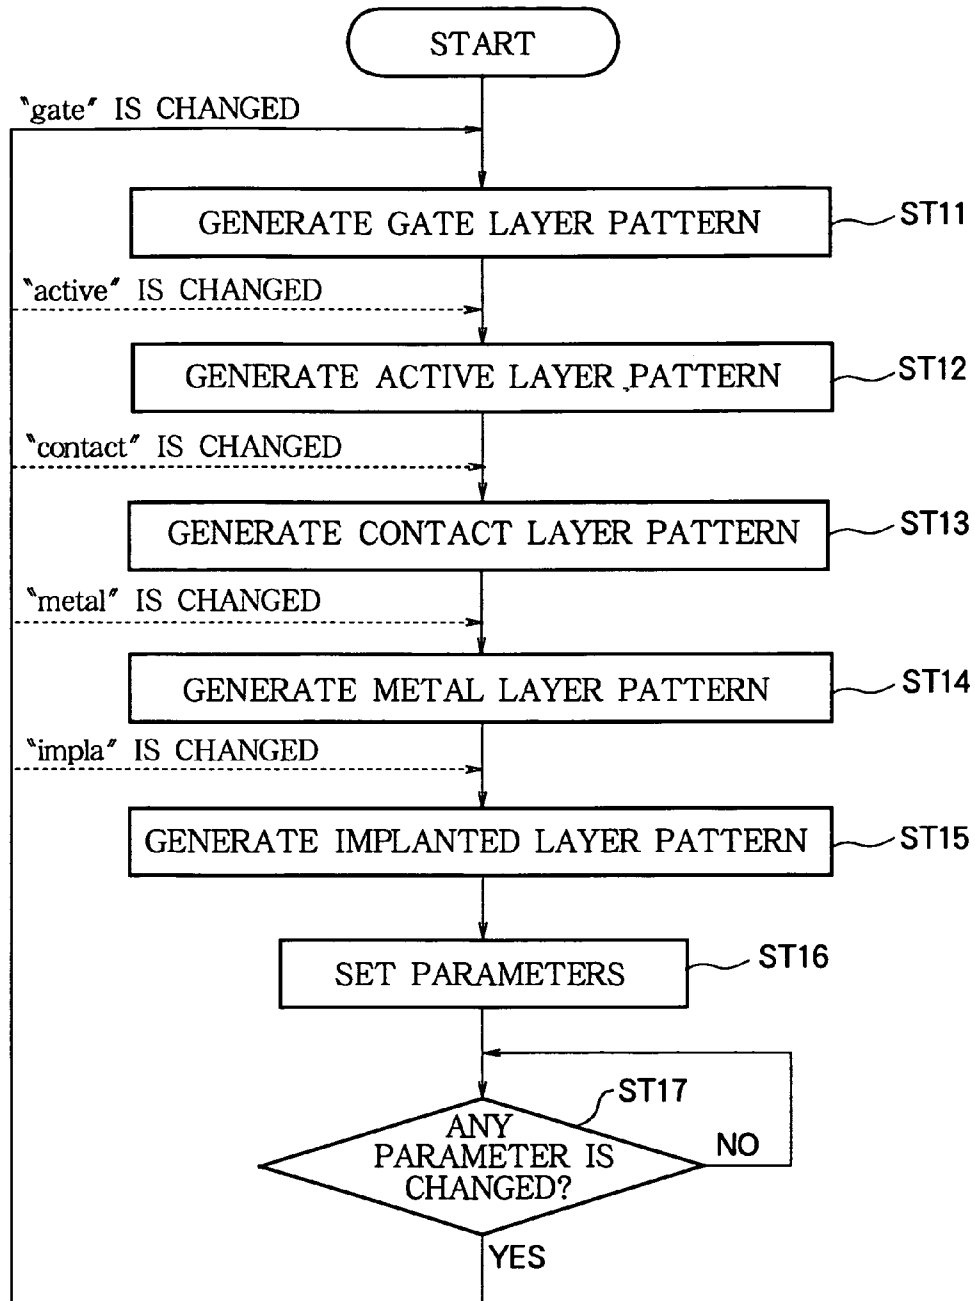 START
〝gate〞 IS CHANGED
GENERATE GATE LAYER PATTERN
ST11
〝active〞 IS CHANGED
GENERATE ACTIVE LAYER PATTERN
ST12
〝contact〞 IS CHANGED
GENERATE CONTACT LAYER PATTERN
ST13
〝metal〞 IS CHANGED
GENERATE METAL LAYER PATTERN
ST14
〝impla〞 IS CHANGED
GENERATE IMPLANTED LAYER PATTERN
ST15
SET PARAMETERS
ST16
ST17
ANY
PARAMETER IS
CHANGED?
NO
YES